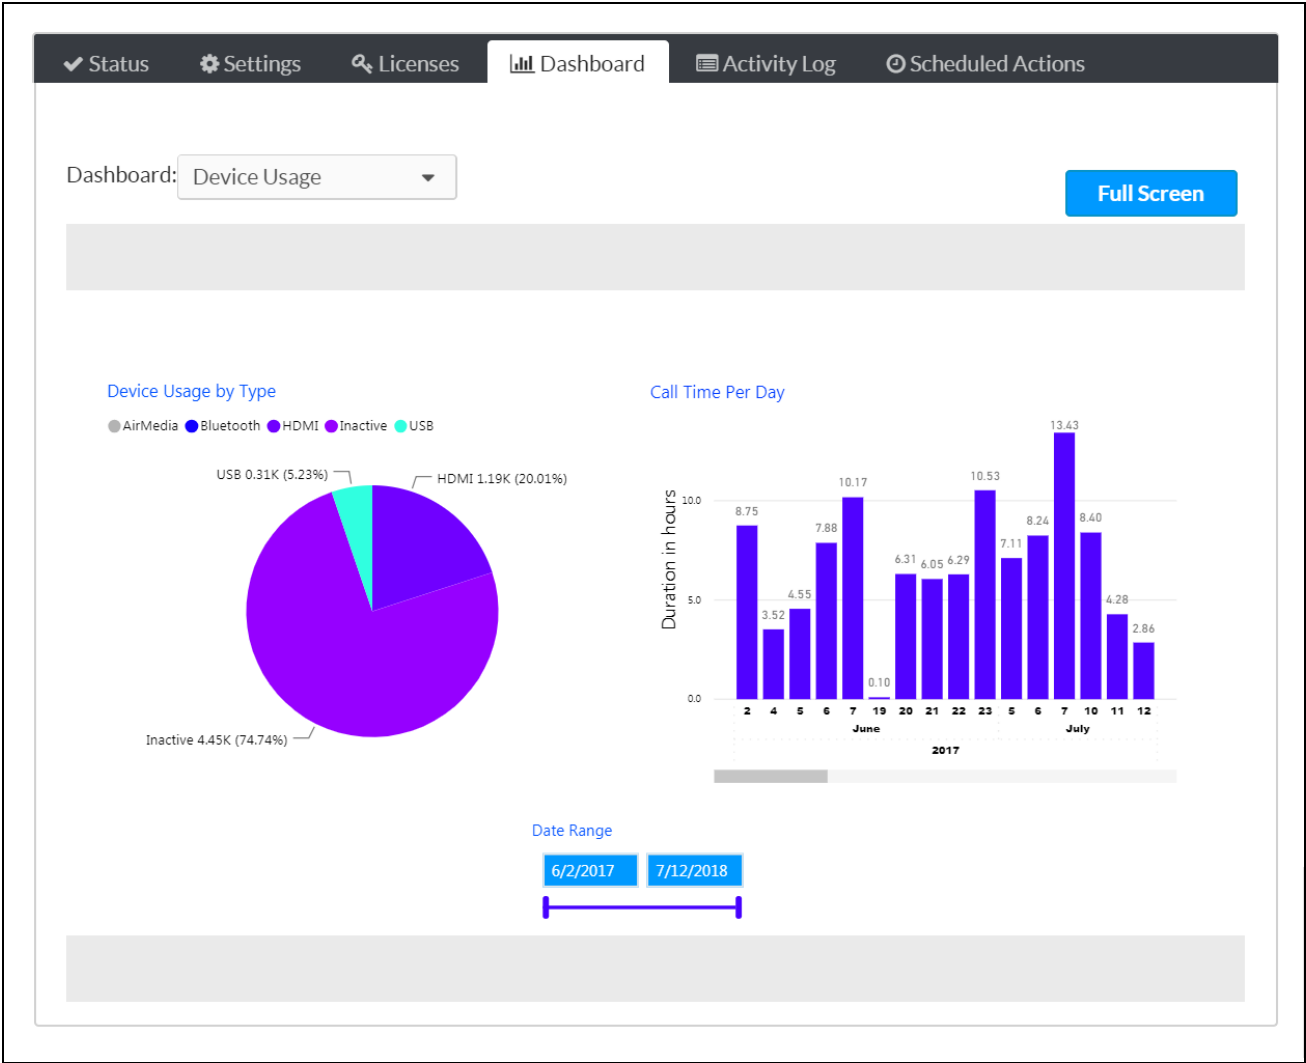 Status Settings Licenses Dashboard Activity Log Scheduled Actions
Dashboard: Device Usage
Full Screen
Device Usage by Type
AirMedia Bluetooth HDMI Inactive USB
USB 0.31K (5.23%)
HDMI 1.19K (20.01%)
Inactive 4.45K (74.74%)
Call Time Per Day
Duration in hours
10.0
5.0
0.0
8.75 3.52 4.55 7.88 10.17 0.10 6.31 6.05 6.29 10.53 7.11 8.24 13.43 8.40 4.28 2.86
2 4 5 6 7 19 20 21 22 23 5 6 7 10 11 12
June July
2017
Date Range
6/2/2017 7/12/2018